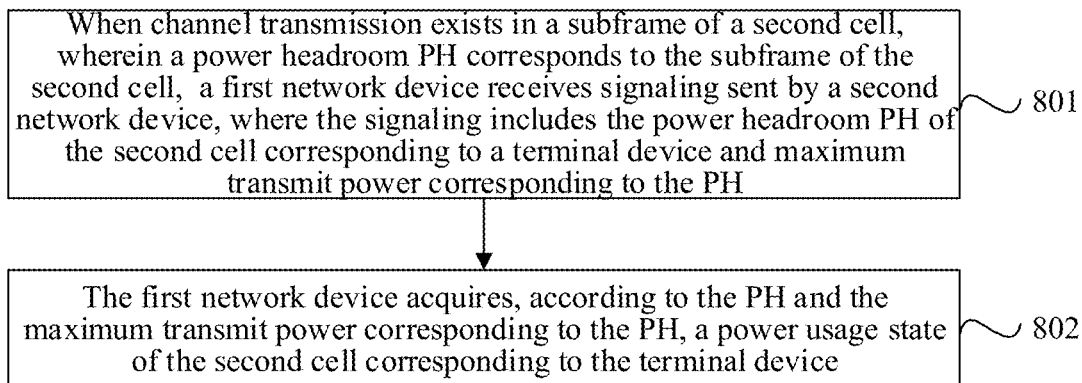 When channel transmission exists in a subframe of a second cell,
wherein a power headroom PH corresponds to the subframe of the
second cell, a first network device receives signaling sent by a second
network device, where the signaling includes the power headroom PH of
the second cell corresponding to a terminal device and maximum
transmit power corresponding to the PH
801
The first network device acquires, according to the PH and the
maximum transmit power corresponding to the PH, a power usage state
of the second cell corresponding to the terminal device
802